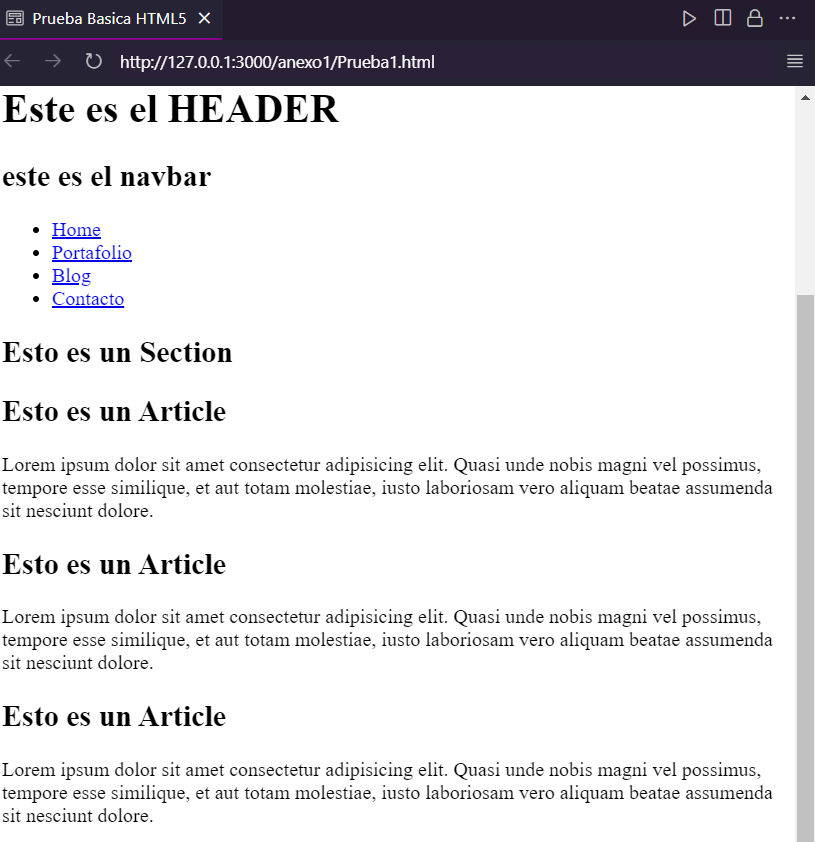 Prueba Basica HTML5
http://127.0.0.1:3000/anexo1/Prueba1.html
Este es el HEADER
este es el navbar
Home
Portafolio
Blog
Contacto
Esto es un Section
Esto es un Article
Lorem ipsum dolor sit amet consectetur adipisicing elit. Quasi unde nobis magni vel possimus,
tempore esse similique, et aut totam molestiae, iusto laboriosam vero aliquam beatae assumenda
sit nesciunt dolore.
Esto es un Article
Lorem ipsum dolor sit amet consectetur adipisicing elit. Quasi unde nobis magni vel possimus,
tempore esse similique, et aut totam molestiae, iusto laboriosam vero aliquam beatae assumenda
sit nesciunt dolore.
Esto es un Article
Lorem ipsum dolor sit amet consectetur adipisicing elit. Quasi unde nobis magni vel possimus,
tempore esse similique, et aut totam molestiae, iusto laboriosam vero aliquam beatae assumenda
sit nesciunt dolore.